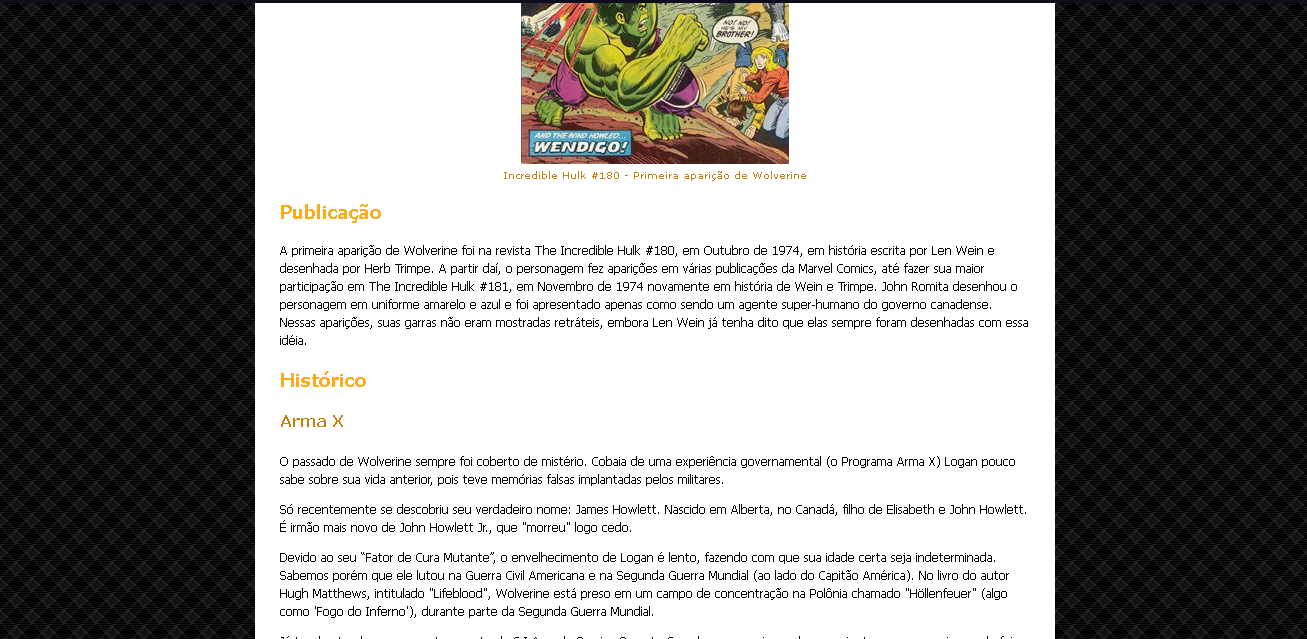 NO! NO!
HE'S MY
BROTHER!
AND THE WIND HOWLED...
WENDIGO!
Incredible Hulk #180 - Primeira aparição de Wolverine
Publicação
A primeira aparição de Wolverine foi na revista The Incredible Hulk #180, em Outubro de 1974, em história escrita por Len Wein e
desenhada por Herb Trimpe. A partir daí, o personagem fez aparições em várias publicações da Marvel Comics, até fazer sua maior
participação em The Incredible Hulk #181, em Novembro de 1974 novamente em história de Wein e Trimpe. John Romita desenhou o
personagem em uniforme amarelo e azul e foi apresentado apenas como sendo um agente super-humano do governo canadense.
Nessas aparições, suas garras não eram mostradas retráteis, embora Len Wein já tenha dito que elas sempre foram desenhadas com essa
idéia.
Histórico
Arma X
O passado de Wolverine sempre foi coberto de mistério. Cobaia de uma experiência governamental (o Programa Arma X) Logan pouco
sabe sobre sua vida anterior, pois teve memórias falsas implantadas pelos militares.
Só recentemente se descobriu seu verdadeiro nome: James Howlett. Nascido em Alberta, no Canadá, filho de Elisabeth e John Howlett.
É irmão mais novo de John Howlett Jr., que "morreu" logo cedo.
Devido ao seu “Fator de Cura Mutante”, o envelhecimento de Logan é lento, fazendo com que sua idade certa seja indeterminada.
Sabemos porém que ele lutou na Guerra Civil Americana e na Segunda Guerra Mundial (ao lado do Capitão América). No livro do autor
Hugh Matthews, intitulado "Lifeblood", Wolverine está preso em um campo de concentração na Polônia chamado "Höllenfeuer" (algo
como 'Fogo do Inferno'), durante parte da Segunda Guerra Mundial.